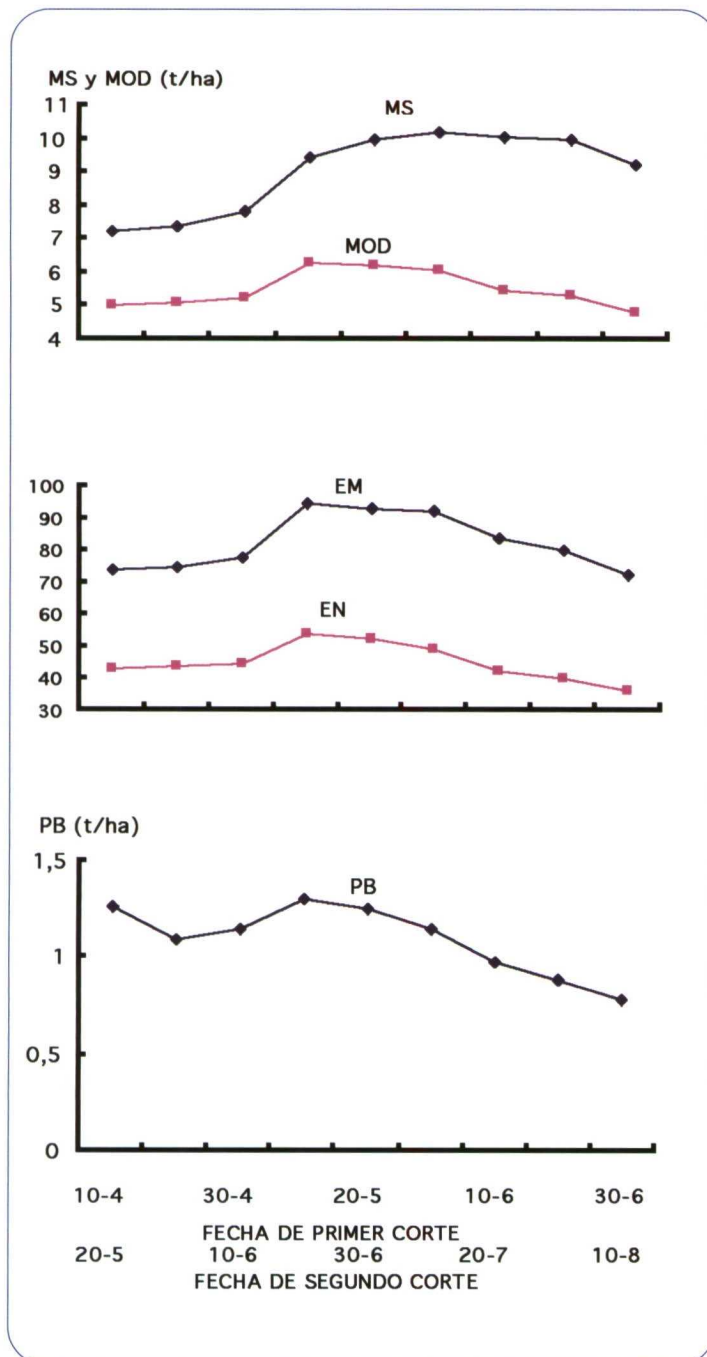 MS y MOD (t/ha)
11
MS
10
9
8
7
MOD
6
5
4
100
EM
90
80
70
60
EN
50
40
30
PB (t/ha)
1,5
PB
1
0,5
0
10-4 30-4 20-5 10-6 30-6
FECHA DE PRIMER CORTE
20-5 10-6 30-6 20-7 10-8
FECHA DE SEGUNDO CORTE